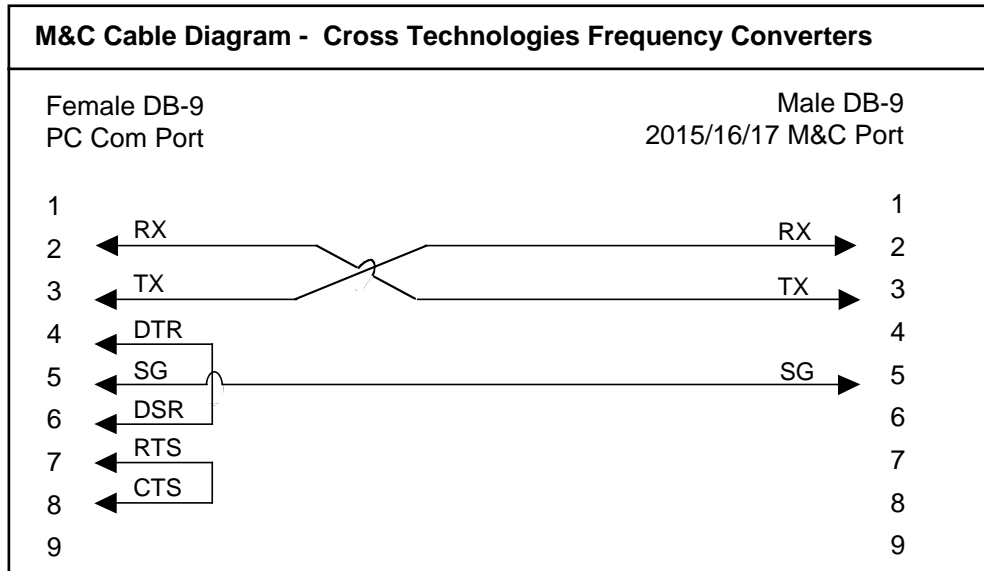 M&C Cable Diagram - Cross Technologies Frequency Converters
Female DB-9
PC Com Port
Male DB-9
2015/16/17 M&C Port
1 1
2 RX RX 2
3 TX TX 3
4 DTR 4
5 SG SG 5
6 DSR 6
7 RTS 7
8 CTS 8
9 9